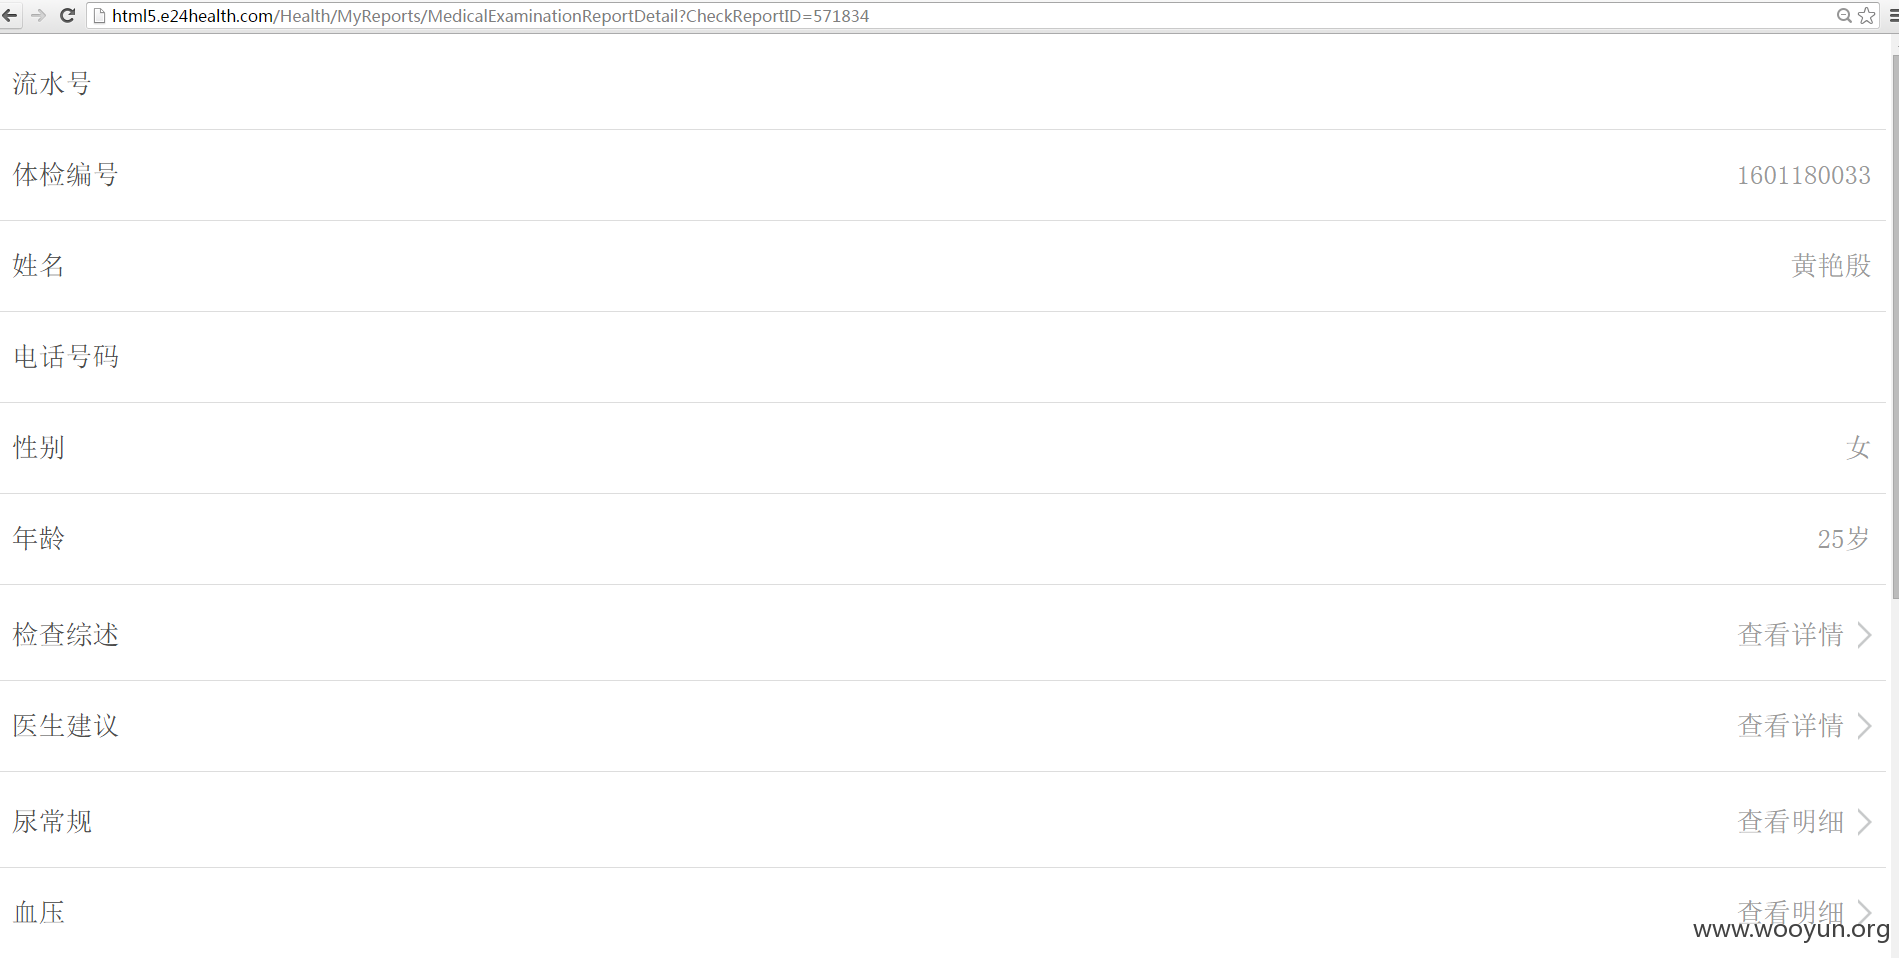 html5.e24health.com/Health/MyReports/MedicalExaminationReportDetail?CheckReportID=571834
流水号
体检编号 1601180033
姓名 黄艳殷
电话号码
性别 女
年龄 25岁
检查综述 查看详情
医生建议 查看详情
尿常规 查看明细
血压 查看明细
www.wooyun.org